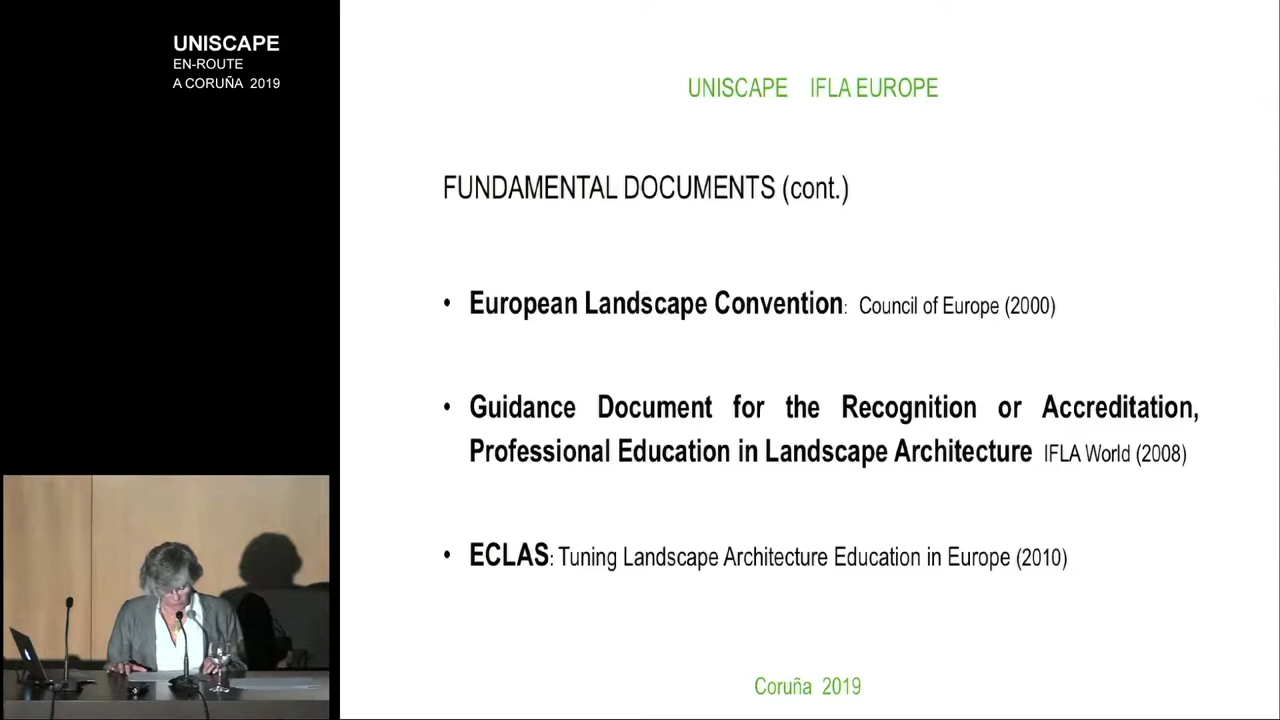 UNISCAPE
EN-ROUTE
A CORUÑA 2019
UNISCAPE IFLA EUROPE
FUNDAMENTAL DOCUMENTS (cont.)
• European Landscape Convention: Council of Europe (2000)
• Guidance Document for the Recognition or Accreditation,
Professional Education in Landscape Architecture IFLA World (2008)
• ECLAS: Tuning Landscape Architecture Education in Europe (2010)
Coruña 2019